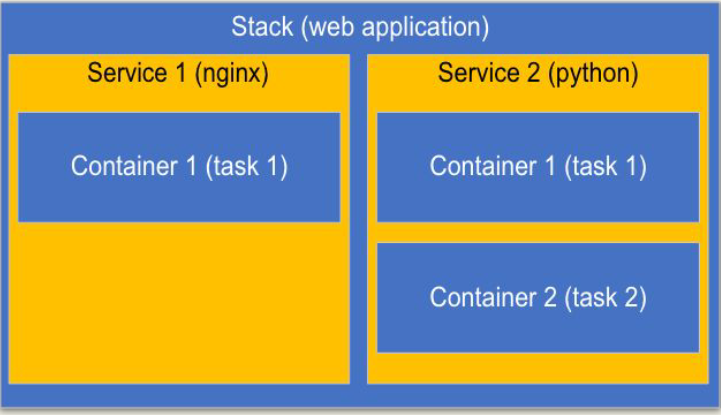 Stack (web application)
Service 1 (nginx)
Container 1 (task 1)
Service 2 (python)
Container 1 (task 1)
Container 2 (task 2)